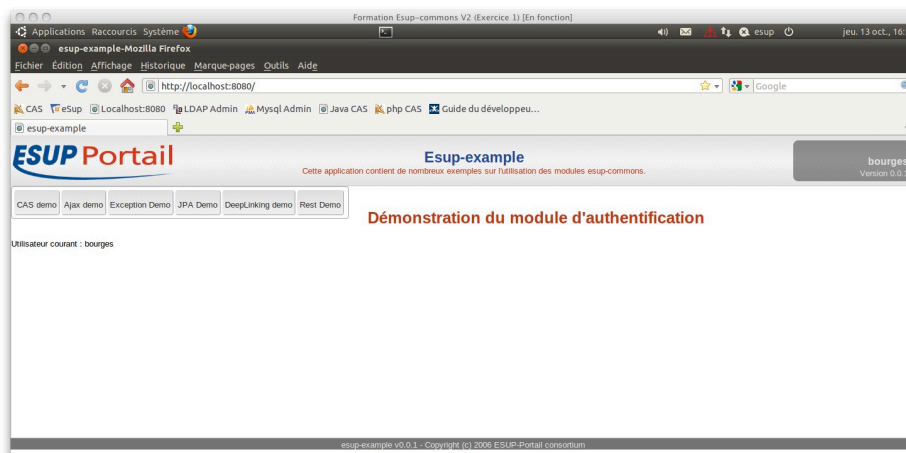 Formation Esup-commons V2 (Exercice 1) [En fonction]
Applications Raccourcis Système esup jeu. 13 oct., 16:
esup-example-Mozilla Firefox
Fichier Édition Affichage Historique Marque-pages Outils Aide
http://localhost:8080/ Google
CAS eSup Localhost:8080 LDAP Admin Mysql Admin Java CAS php CAS Guide du développeu...
esup-example
ESUP Portail
Esup-example
Cette application contient de nombreux exemples sur l'utilisation des modules esup-commons.
bourges
Version 0.0.
CAS demo Ajax demo Exception Demo JPA Demo DeepLinking demo Rest Demo
Démonstration du module d'authentification
Utilisateur courant : bourges
esup-example v0.0.1 - Copyright (c) 2006 ESUP-Portail consortium